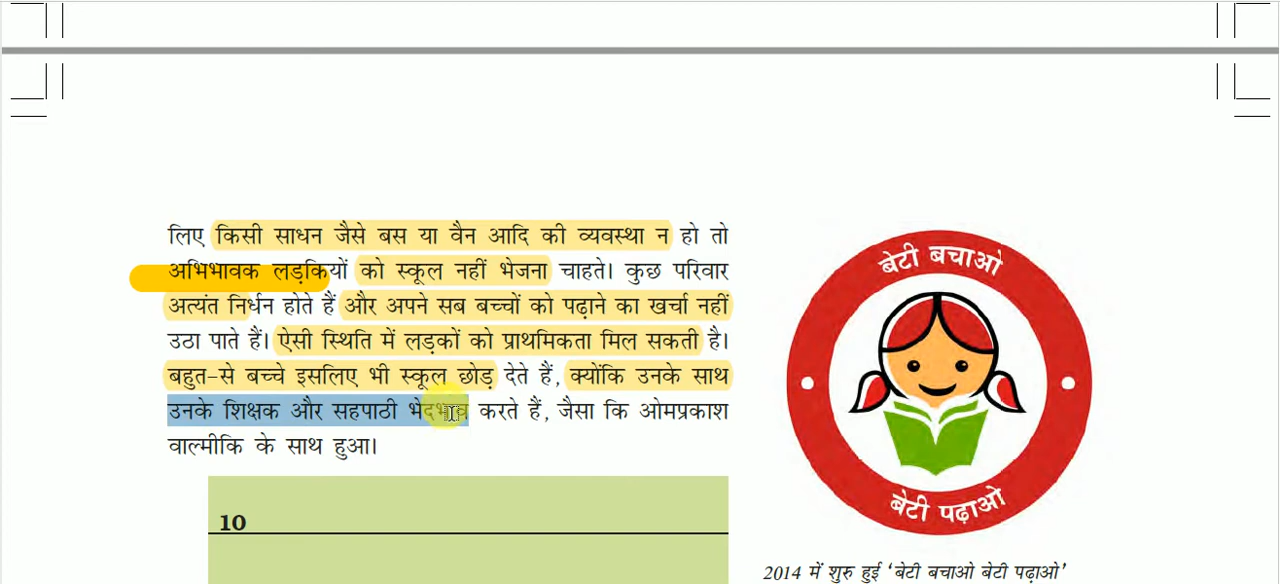 लिए किसी साधन जैसे बस या वैन आदि की व्यवस्था न हो तो
अभिभावक लड़कियों को स्कूल नहीं भेजना चाहते। कुछ परिवार
अत्यंत निर्धन होते हैं और अपने सब बच्चों को पढ़ाने का खर्चा नहीं
उठा पाते हैं। ऐसी स्थिति में लड़कों को प्राथमिकता मिल सकती है।
बहुत-से बच्चे इसलिए भी स्कूल छोड़ देते हैं, क्योंकि उनके साथ
उनके शिक्षक और सहपाठी भेदभाव करते हैं, जैसा कि ओमप्रकाश
वाल्मीकि के साथ हुआ।
10
बेटी बचाओ
बेटी पढ़ाओ
2014 में शुरु हुई ‘बेटी बचाओ बेटी पढ़ाओ’